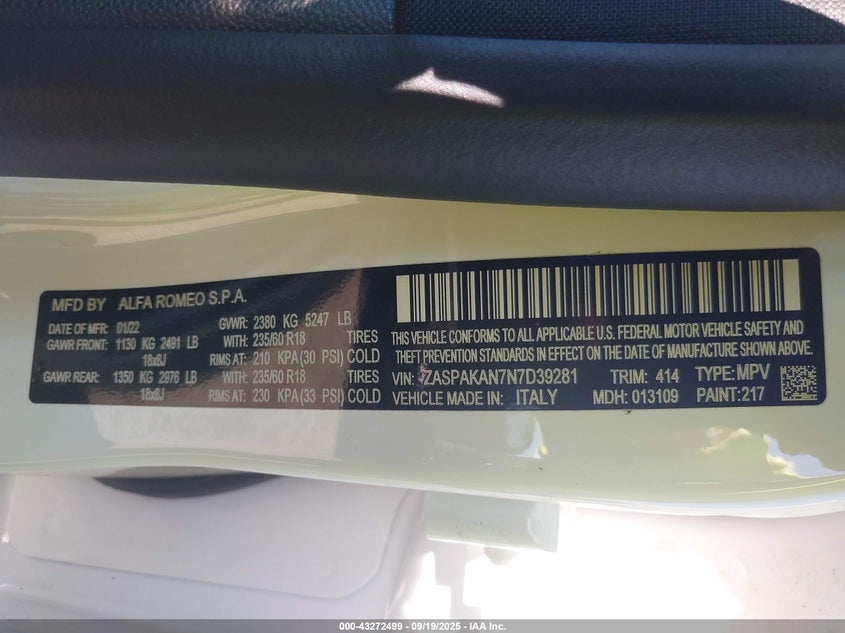 MFD BY ALFA ROMEO S.P.A.
DATE OF MFR: 01/22 GVWR: 2380 KG 5247 LB
GAWR FRONT: 1130 KG 2491 LB WITH: 235/60 R18 TIRES
18x8J RIMS AT: 210 KPA (30 PSI) COLD
GAWR REAR: 1350 KG 2976 LB WITH: 235/60 R18 TIRES
18x8J RIMS AT: 230 KPA (33 PSI) COLD
THIS VEHICLE CONFORMS TO ALL APPLICABLE U.S. FEDERAL MOTOR VEHICLE SAFETY AND
THEFT PREVENTION STANDARDS IN EFFECT ON THE DATE OF MANUFACTURE SHOWN ABOVE.
VIN: ZASPAKAN7N7D39281 TRIM: 414 TYPE: MPV
VEHICLE MADE IN: ITALY MDH: 013109 PAINT: 217
000-43272499 - 09/19/2025 - IAA Inc.